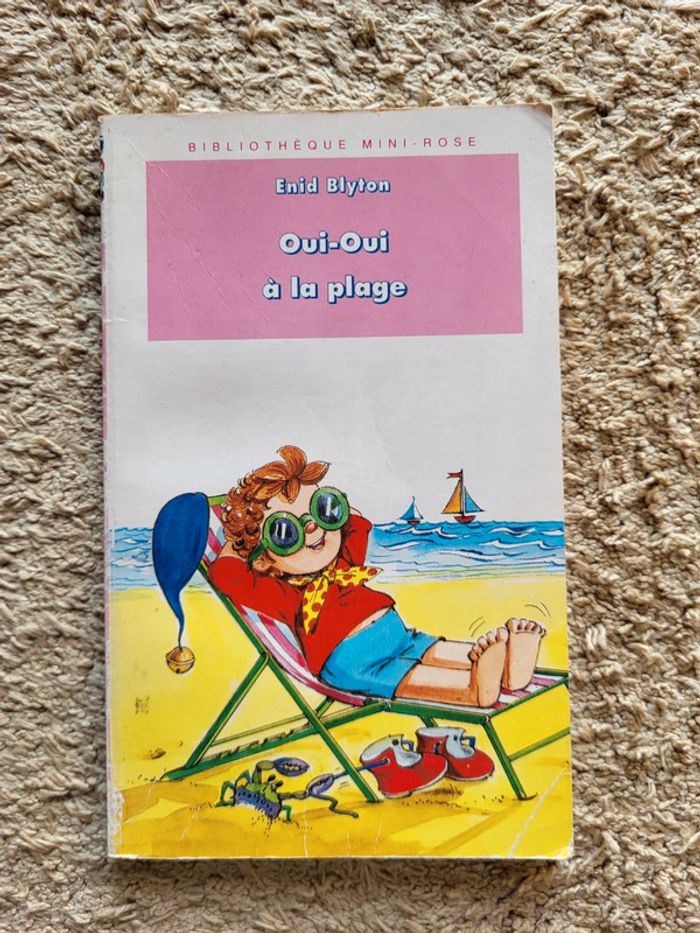 BIBLIOTHÈQUE MINI-ROSE
Enid Blyton
Oui-Oui
à la plage